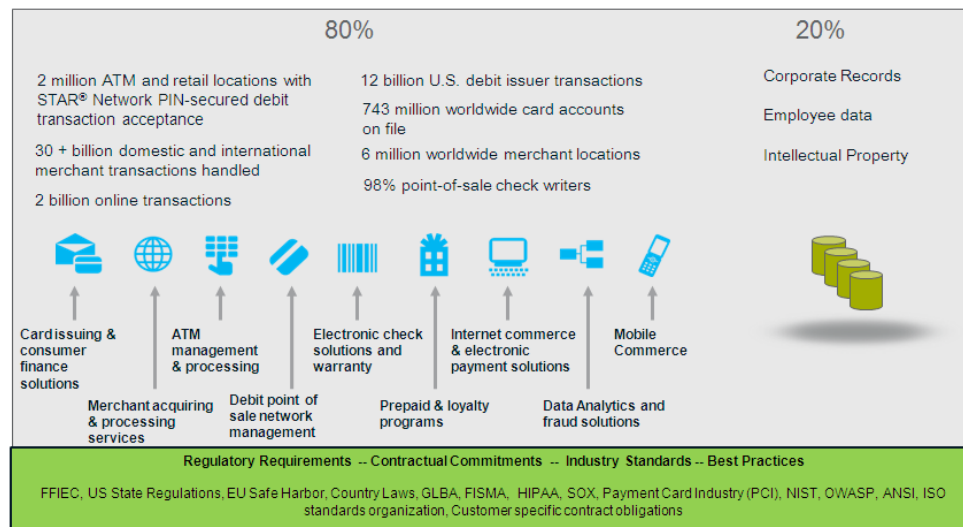 80%
20%
2 million ATM and retail locations with
STAR® Network PIN-secured debit
transaction acceptance
30 + billion domestic and international
merchant transactions handled
2 billion online transactions
12 billion U.S. debit issuer transactions
743 million worldwide card accounts
on file
6 million worldwide merchant locations
98% point-of-sale check writers
Corporate Records
Employee data
Intellectual Property
Card issuing &
consumer
finance
solutions
Merchant acquiring
& processing
services
ATM
management
& processing
Debit point of
sale network
management
Electronic check
solutions and
warranty
Prepaid & loyalty
programs
Internet commerce
& electronic
payment solutions
Data Analytics and
fraud solutions
Mobile
Commerce
Regulatory Requirements -- Contractual Commitments -- Industry Standards -- Best Practices
FFIEC, US State Regulations, EU Safe Harbor, Country Laws, GLBA, FISMA, HIPAA, SOX, Payment Card Industry (PCI), NIST, OWASP, ANSI, ISO
standards organization, Customer specific contract obligations